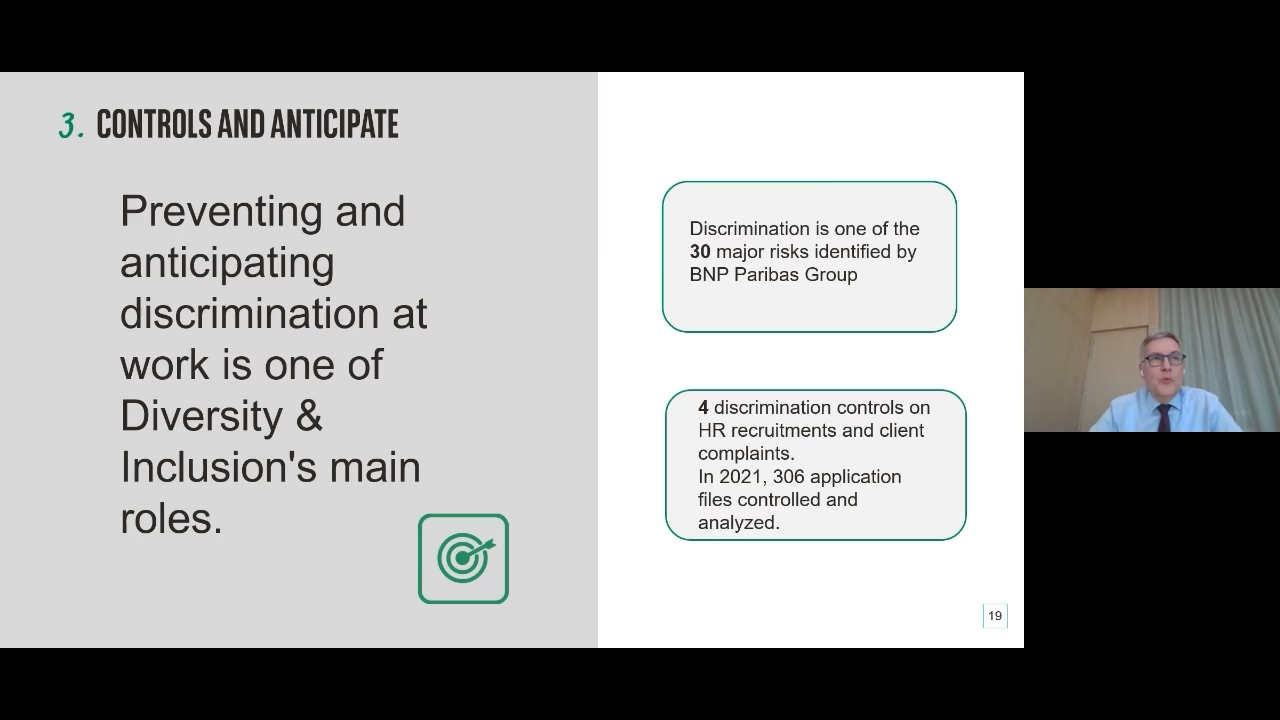 3. CONTROLS AND ANTICIPATE
Preventing and
anticipating
discrimination at
work is one of
Diversity &
Inclusion's main
roles.
Discrimination is one of the
30 major risks identified by
BNP Paribas Group
4 discrimination controls on
HR recruitments and client
complaints.
In 2021, 306 application
files controlled and
analyzed.
19